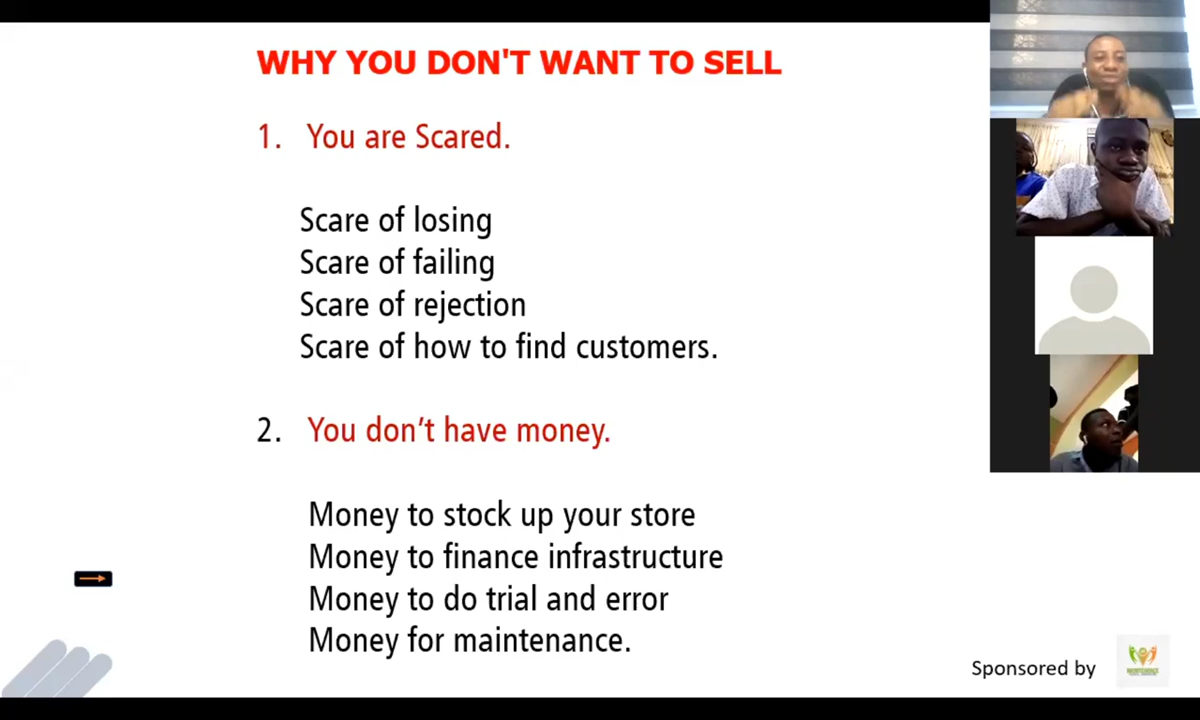 WHY YOU DON'T WANT TO SELL
1. You are Scared.
Scare of losing
Scare of failing
Scare of rejection
Scare of how to find customers.
2. You don’t have money.
Money to stock up your store
Money to finance infrastructure
Money to do trial and error
Money for maintenance.
Sponsored by